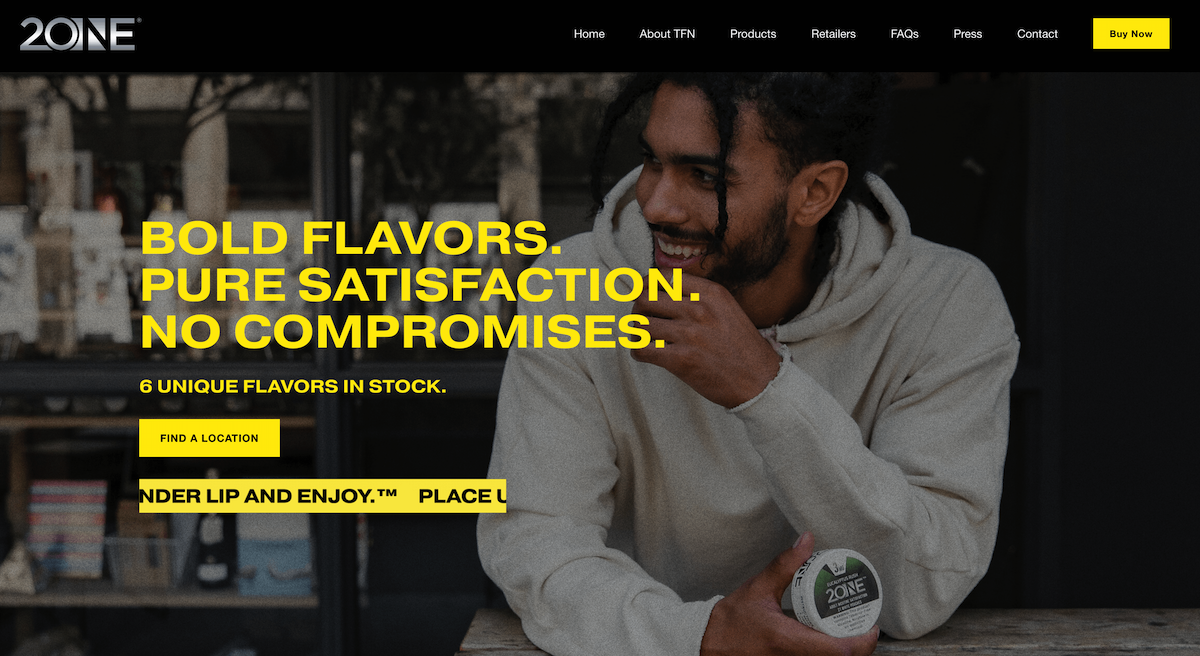 2ONE®
Home About TFN Products Retailers FAQs Press Contact Buy Now
BOLD FLAVORS.
PURE SATISFACTION.
NO COMPROMISES.
6 UNIQUE FLAVORS IN STOCK.
FIND A LOCATION
NDER LIP AND ENJOY.™ PLACE U
3
2ONE